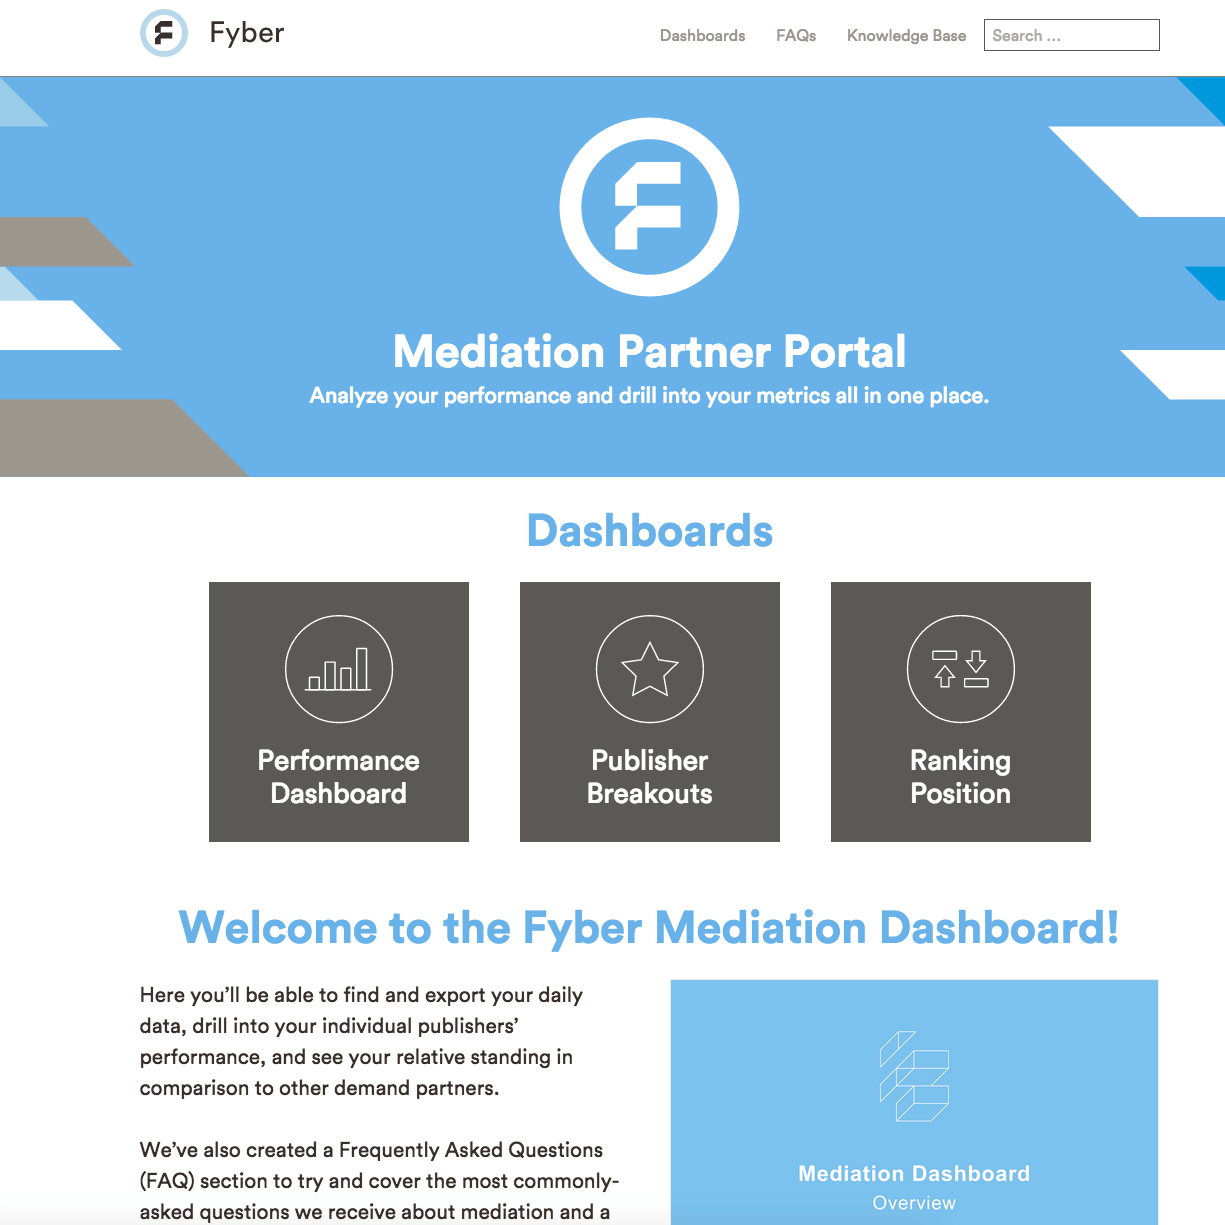 Fyber
Dashboards FAQs Knowledge Base Search ...
Mediation Partner Portal
Analyze your performance and drill into your metrics all in one place.
Dashboards
Performance
Dashboard
Publisher
Breakouts
Ranking
Position
Welcome to the Fyber Mediation Dashboard!
Here you’ll be able to find and export your daily
data, drill into your individual publishers’
performance, and see your relative standing in
comparison to other demand partners.
We’ve also created a Frequently Asked Questions
(FAQ) section to try and cover the most commonly-
asked questions we receive about mediation and a
Mediation Dashboard
Overview